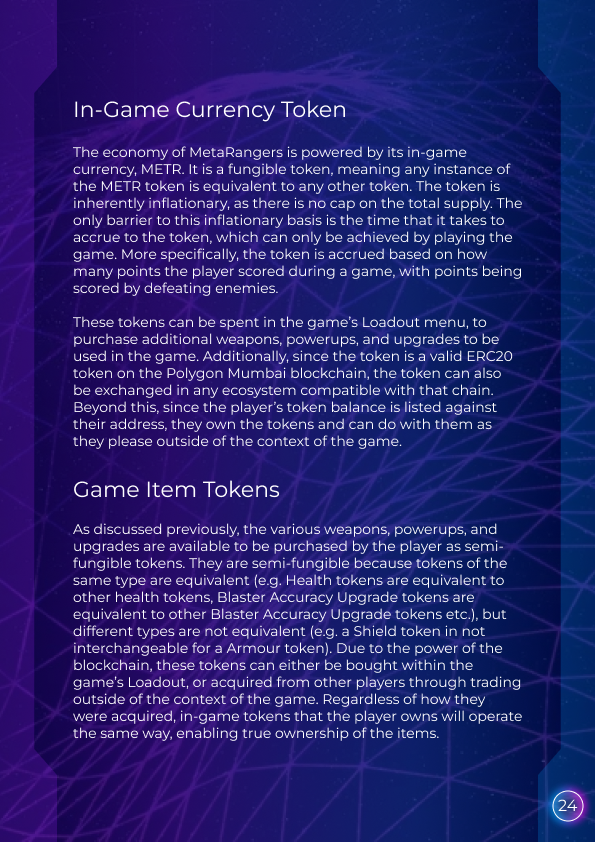 In-Game Currency Token
The economy of MetaRangers is powered by its in-game
currency, METR. It is a fungible token, meaning any instance of
the METR token is equivalent to any other token. The token is
inherently inflationary, as there is no cap on the total supply. The
only barrier to this inflationary basis is the time that it takes to
accrue to the token, which can only be achieved by playing the
game. More specifically, the token is accrued based on how
many points the player scored during a game, with points being
scored by defeating enemies.
These tokens can be spent in the game's Loadout menu, to
purchase additional weapons, powerups, and upgrades to be
used in the game. Additionally, since the token is a valid ERC20
token on the Polygon Mumbai blockchain, the token can also
be exchanged in any ecosystem compatible with that chain.
Beyond this, since the player's token balance is listed against
their address, they own the tokens and can do with them as
they please outside of the context of the game.
Game Item Tokens
As discussed previously, the various weapons, powerups, and
upgrades are available to be purchased by the player as semi-
fungible tokens. They are semi-fungible because tokens of the
same type are equivalent (e.g. Health tokens are equivalent to
other health tokens, Blaster Accuracy Upgrade tokens are
equivalent to other Blaster Accuracy Upgrade tokens etc.), but
different types are not equivalent (e.g. a Shield token in not
interchangeable for a Armour token). Due to the power of the
blockchain, these tokens can either be bought within the
game's Loadout, or acquired from other players through trading
outside of the context of the game. Regardless of how they
were acquired, in-game tokens that the player owns will operate
the same way, enabling true ownership of the items.
24